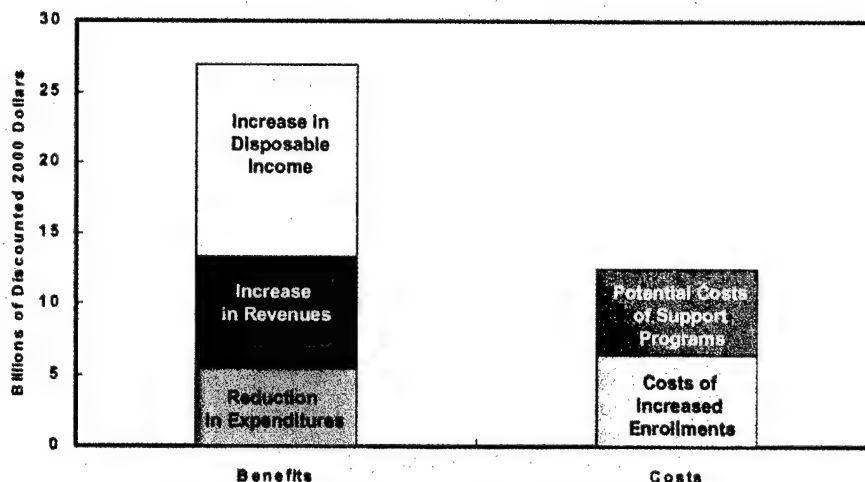 30
25
20
15
10
5
0
Billions of Discounted 2000 Dollars
Increase in
Disposable
Income
Increase
in Revenues
Reduction
in Expenditures
Potential Costs
of Support
Programs
Costs of
Increased
Enrollments
Benefits
Costs